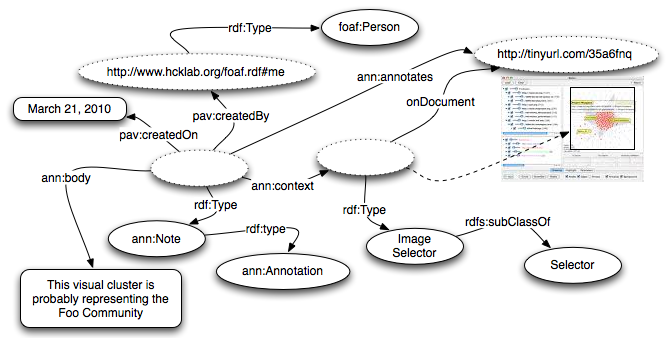 rdf:Type
foaf:Person
http://www.hcklab.org/foaf.rdf#me
ann:annotates
http://tinyurl.com/35a6fnq
onDocument
March 21, 2010
pav:createdOn
pav:createdBy
ann:body
ann:context
rdf:Type
rdf:Type
ann:Note
rdf:type
ann:Annotation
Image
Selector
rdfs:subClassOf
Selector
This visual cluster is
probably representing the
Foo Community